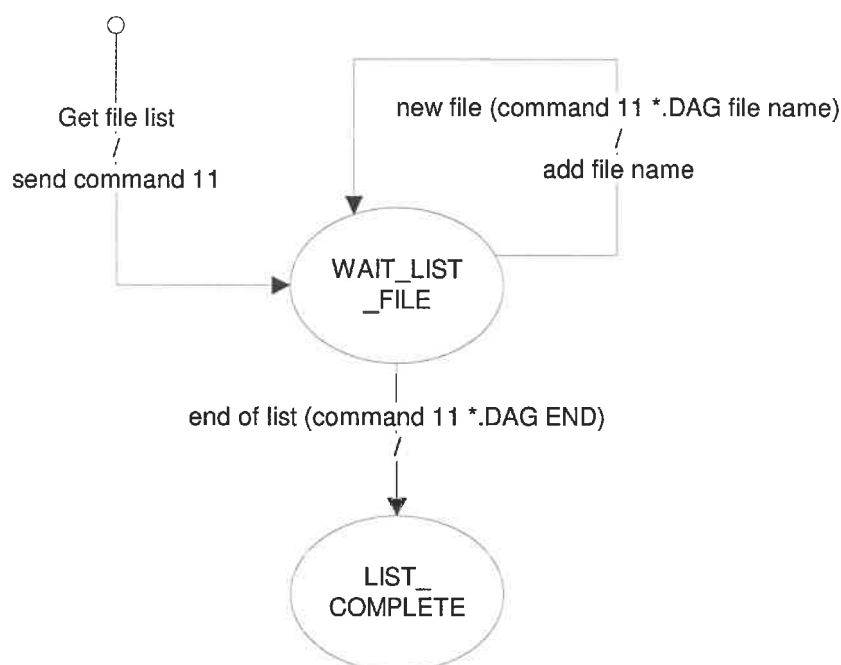 Get file list
/
send command 11
new file (command 11 *.DAG file name)
/
add file name
WAIT_LIST
_FILE
end of list (command 11 *.DAG END)
/
LIST_
COMPLETE